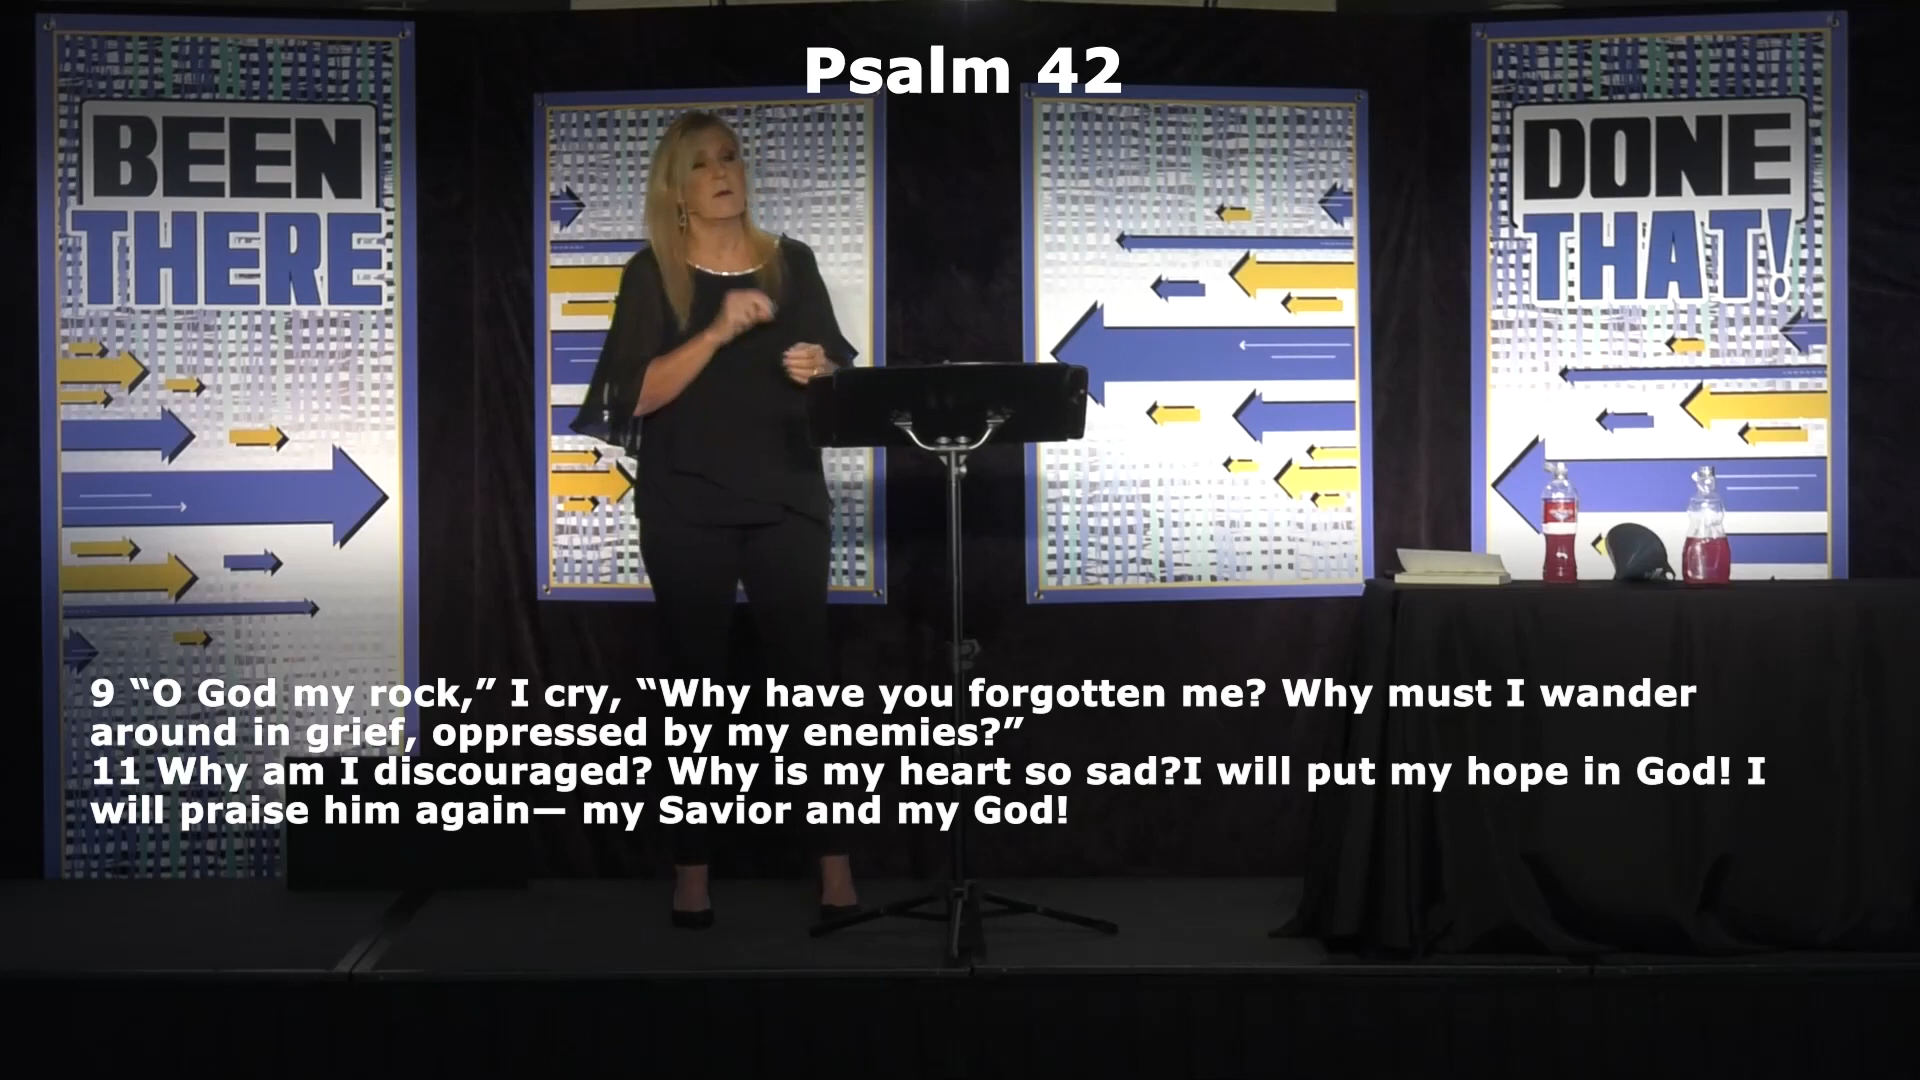 Psalm 42
BEEN
THERE
DONE
THAT!
9 “O God my rock,” I cry, “Why have you forgotten me? Why must I wander
around in grief, oppressed by my enemies?”
11 Why am I discouraged? Why is my heart so sad?I will put my hope in God! I
will praise him again— my Savior and my God!